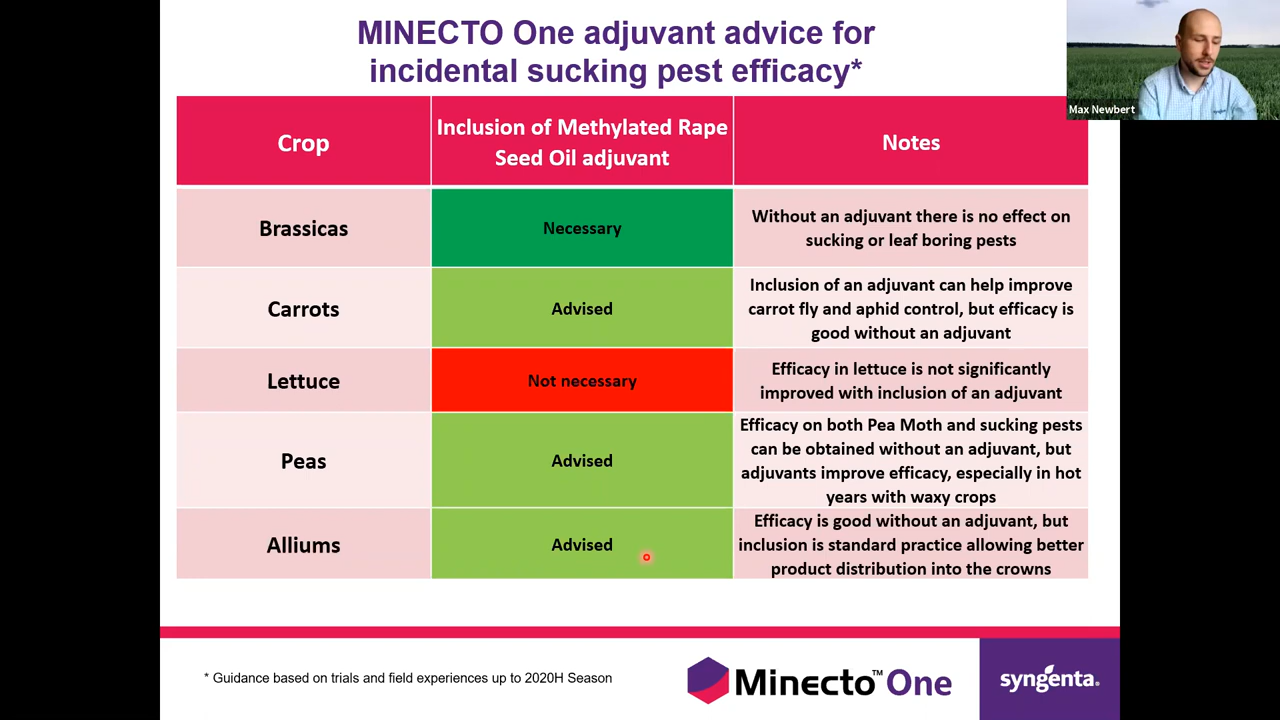 MINECTO One adjuvant advice for
incidental sucking pest efficacy*
Max Newbert
Crop
Inclusion of Methylated Rape
Seed Oil adjuvant
Notes
Brassicas
Necessary
Without an adjuvant there is no effect on
sucking or leaf boring pests
Carrots
Advised
Inclusion of an adjuvant can help improve
carrot fly and aphid control, but efficacy is
good without an adjuvant
Lettuce
Not necessary
Efficacy in lettuce is not significantly
improved with inclusion of an adjuvant
Peas
Advised
Efficacy on both Pea Moth and sucking pests
can be obtained without an adjuvant, but
adjuvants improve efficacy, especially in hot
years with waxy crops
Alliums
Advised
Efficacy is good without an adjuvant, but
inclusion is standard practice allowing better
product distribution into the crowns
* Guidance based on trials and field experiences up to 2020H Season
Minecto™ One
syngenta®